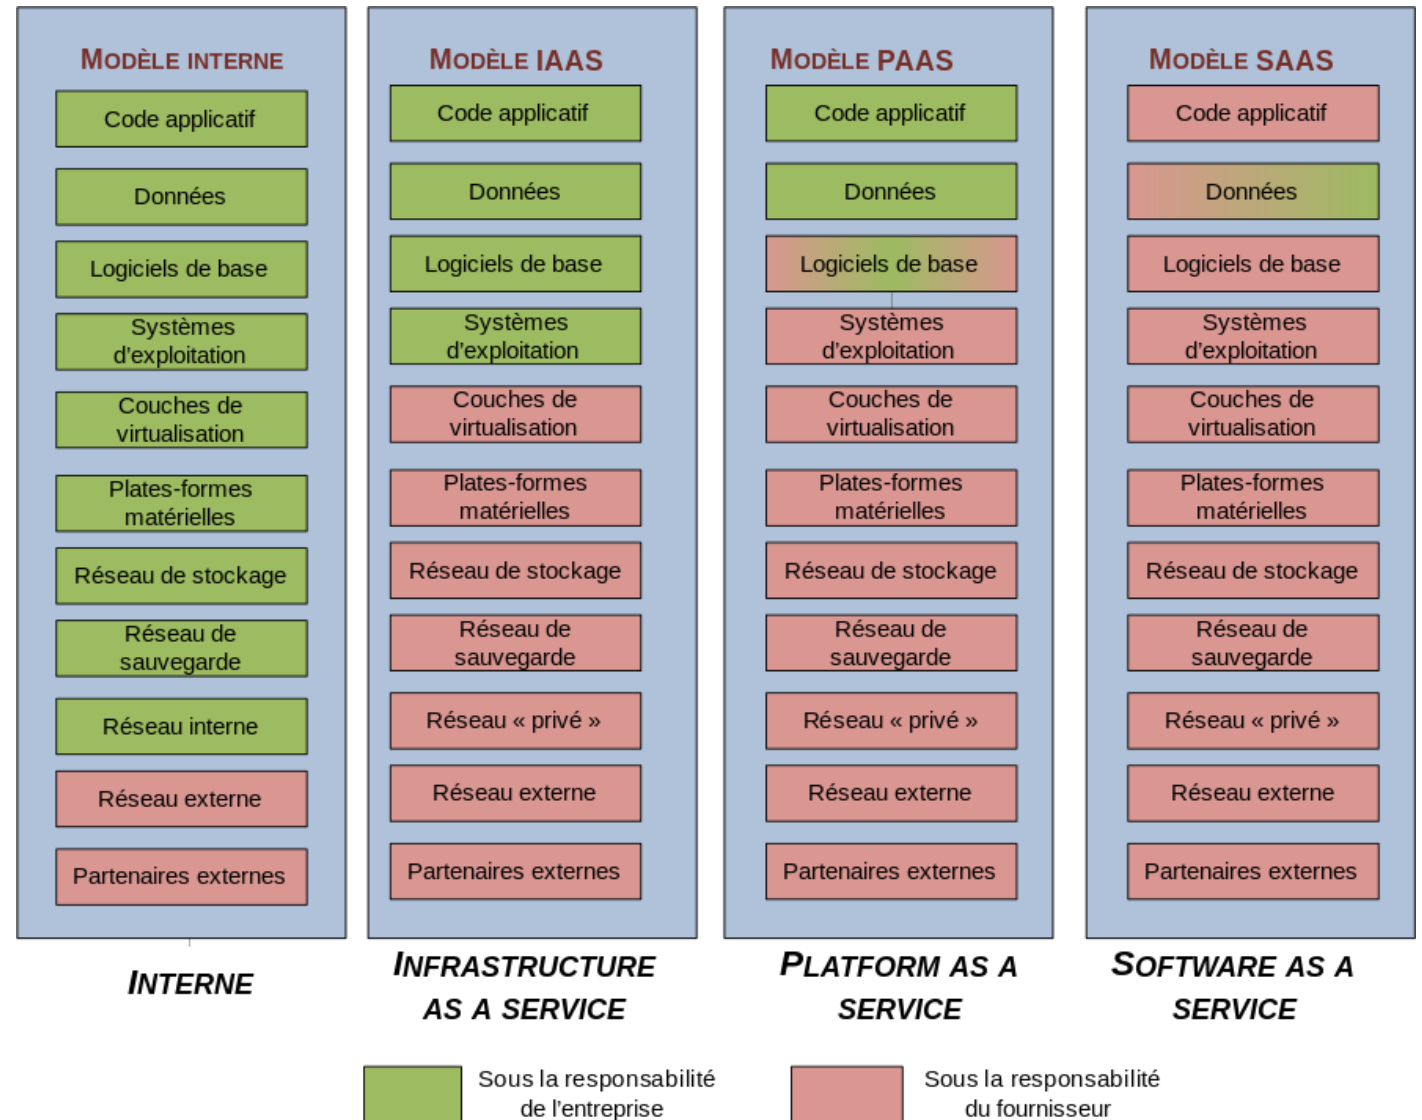 MODÈLE INTERNE
Code applicatif
Données
Logiciels de base
Systèmes
d'exploitation
Couches de
virtualisation
Plates-formes
matérielles
Réseau de stockage
Réseau de
sauvegarde
Réseau interne
Réseau externe
Partenaires externes
INTERNE
MODÈLE IAAS
Code applicatif
Données
Logiciels de base
Systèmes
d'exploitation
Couches de
virtualisation
Plates-formes
matérielles
Réseau de stockage
Réseau de
sauvegarde
Réseau « privé »
Réseau externe
Partenaires externes
INFRASTRUCTURE
AS A SERVICE
MODÈLE PAAS
Code applicatif
Données
Logiciels de base
Systèmes
d'exploitation
Couches de
virtualisation
Plates-formes
matérielles
Réseau de stockage
Réseau de
sauvegarde
Réseau « privé »
Réseau externe
Partenaires externes
PLATFORM AS A
SERVICE
MODÈLE SAAS
Code applicatif
Données
Logiciels de base
Systèmes
d'exploitation
Couches de
virtualisation
Plates-formes
matérielles
Réseau de stockage
Réseau de
sauvegarde
Réseau « privé »
Réseau externe
Partenaires externes
SOFTWARE AS A
SERVICE
Sous la responsabilité
de l'entreprise
Sous la responsabilité
du fournisseur